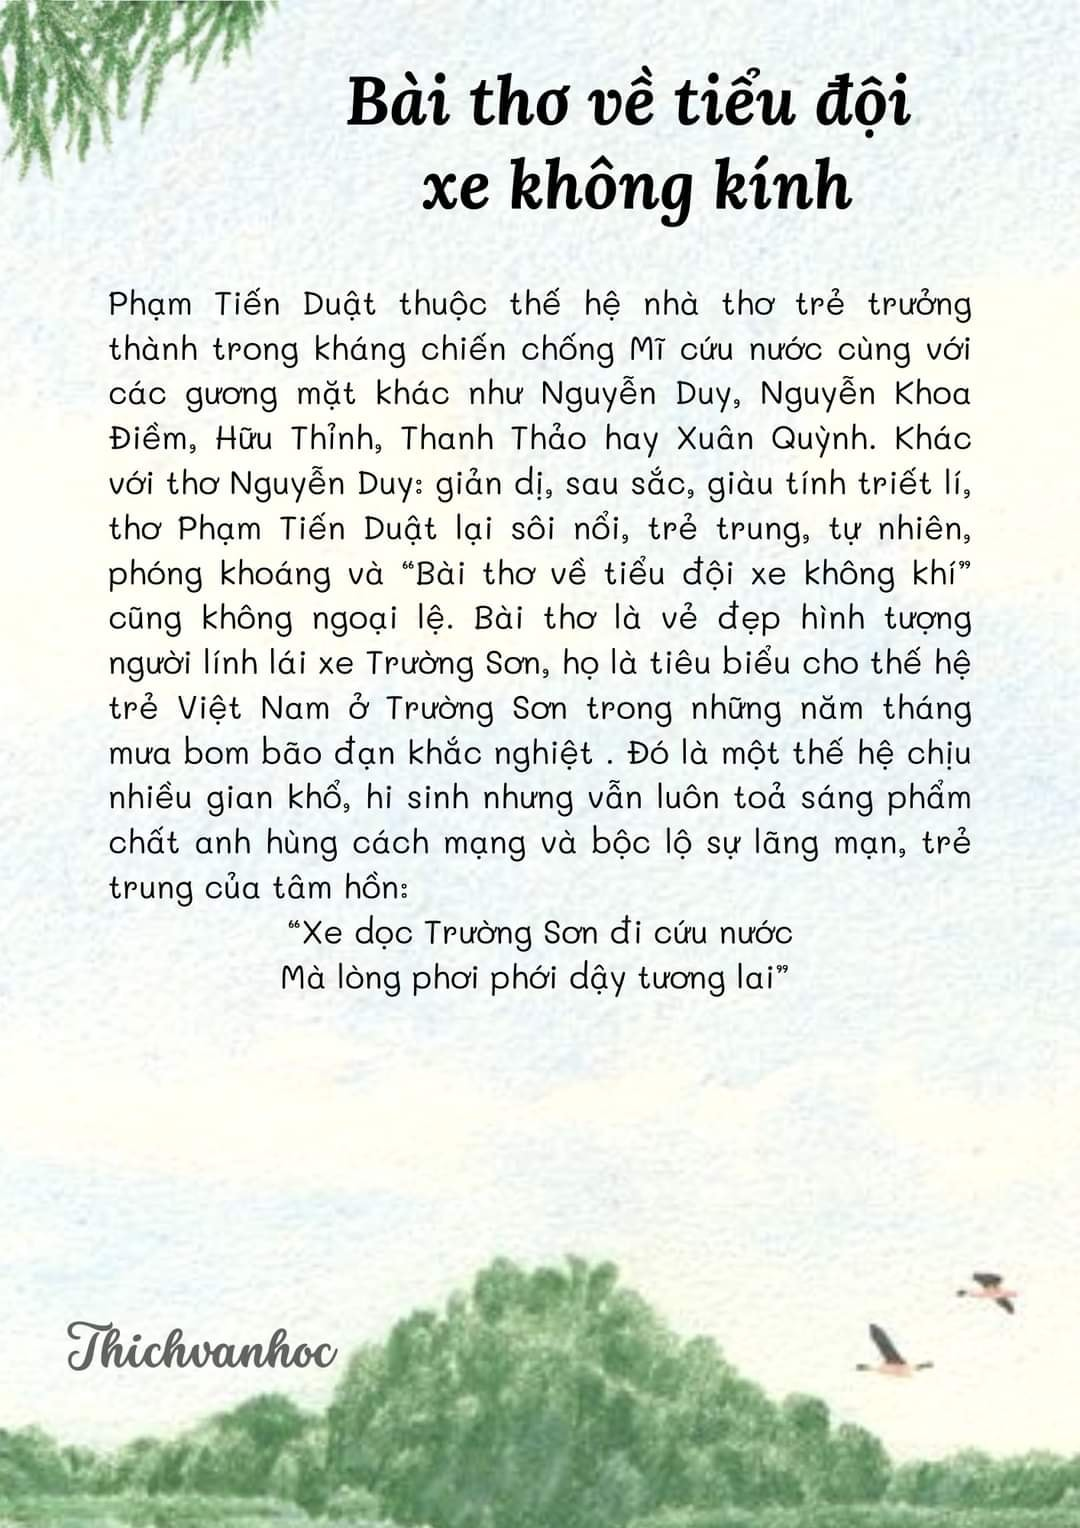 Bài thơ về tiểu đội
xe không kính
Phạm Tiến Duật thuộc thế hệ nhà thơ trẻ trưởng
thành trong kháng chiến chống Mĩ cứu nước cùng với
các gương mặt khác như Nguyễn Duy, Nguyễn Khoa
Điềm, Hữu Thỉnh, Thanh Thảo hay Xuân Quỳnh. Khác
với thơ Nguyễn Duy: giản dị, sau sắc, giàu tính triết lí,
thơ Phạm Tiến Duật lại sôi nổi, trẻ trung, tự nhiên,
phóng khoáng và “Bài thơ về tiểu đội xe không khí”
cũng không ngoại lệ. Bài thơ là vẻ đẹp hình tượng
người lính lái xe Trường Sơn, họ là tiêu biểu cho thế hệ
trẻ Việt Nam ở Trường Sơn trong những năm tháng
mưa bom bão đạn khắc nghiệt . Đó là một thế hệ chịu
nhiều gian khổ, hi sinh nhưng vẫn luôn toả sáng phẩm
chất anh hùng cách mạng và bộc lộ sự lãng mạn, trẻ
trung của tâm hồn:
“Xe dọc Trường Sơn đi cứu nước
Mà lòng phơi phới dậy tương lai”
Thichvanhoc